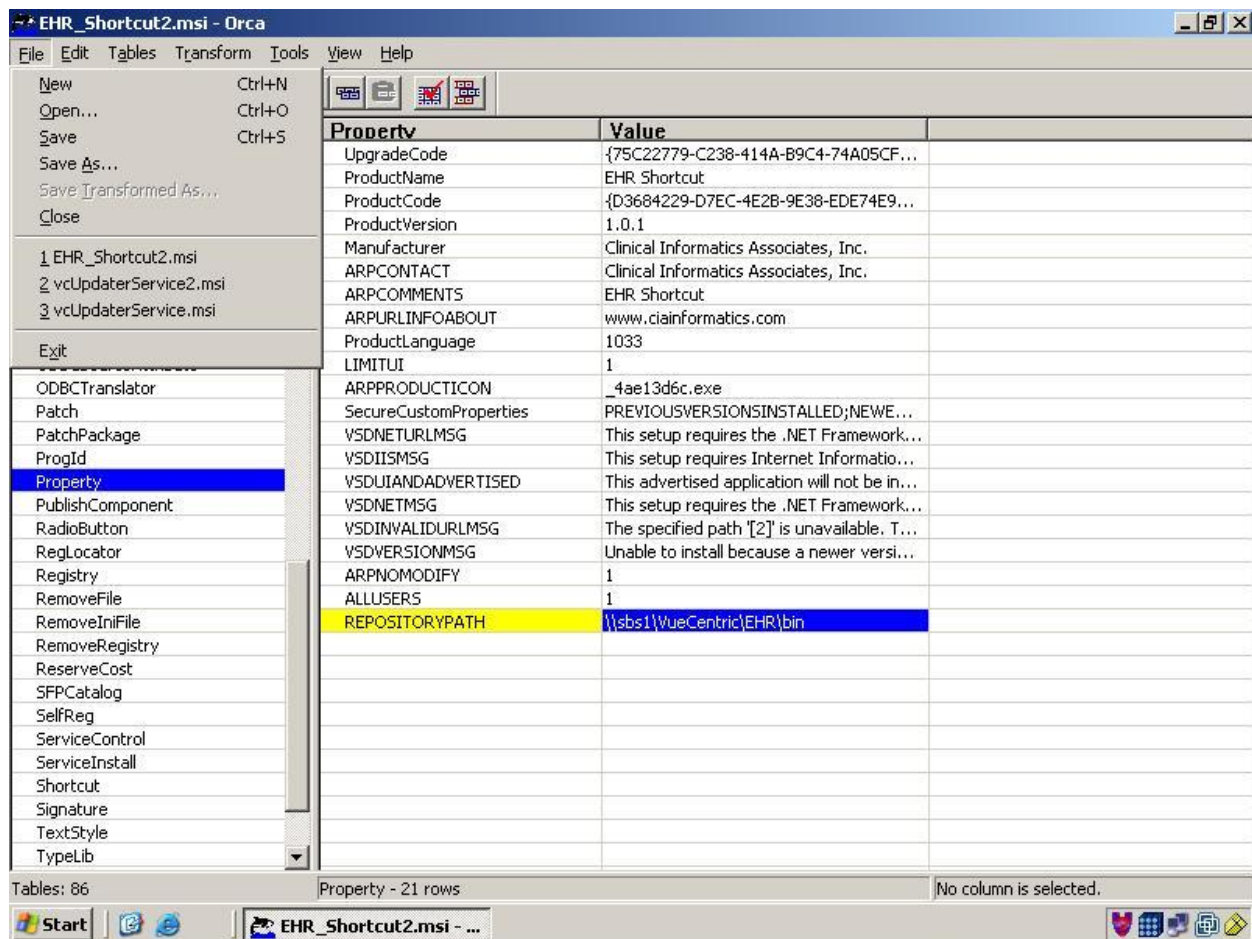 EHR_Shortcut2.msi - Orca
File Edit Tables Transform Tools View Help
New Ctrl+N
Open... Ctrl+O
Save Ctrl+S
Save As...
Save Transformed As...
Close
1 EHR_Shortcut2.msi
2 vcUpdaterService2.msi
3 vcUpdaterService.msi
Exit
ODBCTranslator
Patch
PatchPackage
ProgId
Property
PublishComponent
RadioButton
RegLocator
Registry
RemoveFile
RemoveIniFile
RemoveRegistry
ReserveCost
SFPCatalog
SelfReg
ServiceControl
ServiceInstall
Shortcut
Signature
TextStyle
TypeLib
Property Value
UpgradeCode {75C22779-C238-414A-B9C4-74A05CF...
ProductName EHR Shortcut
ProductCode {D3684229-D7EC-4E2B-9E38-EDE74E9...
ProductVersion 1.0.1
Manufacturer Clinical Informatics Associates, Inc.
ARPCONTACT Clinical Informatics Associates, Inc.
ARPCOMMENTS EHR Shortcut
ARPURLINFOABOUT www.ciainformatics.com
ProductLanguage 1033
LIMITUI 1
ARPPRODUCTICON _4ae13d6c.exe
SecureCustomProperties PREVIOUSVERSIONSINSTALLED;NEWE...
VSDNETURLMSG This setup requires the .NET Framework...
VSDIISMSG This setup requires Internet Informatio...
VSDUIANDADVERTISED This advertised application will not be in...
VSDNETMSG This setup requires the .NET Framework...
VSDINVALIDURLMSG The specified path '[2]' is unavailable. T...
VSDVERSIONMSG Unable to install because a newer versi...
ARPNOMODIFY 1
ALLUSERS 1
REPOSITORYPATH \\sbs1\VueCentric\EHR\bin
Tables: 86 Property - 21 rows No column is selected.
Start EHR_Shortcut2.msi - ...